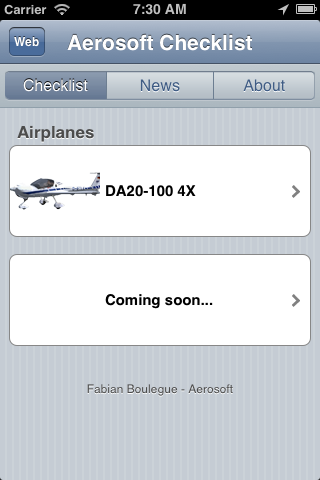 Carrier 7:30 AM
Web Aerosoft Checklist
Checklist News About
Airplanes
DA20-100 4X
Coming soon...
Fabian Boulegue - Aerosoft